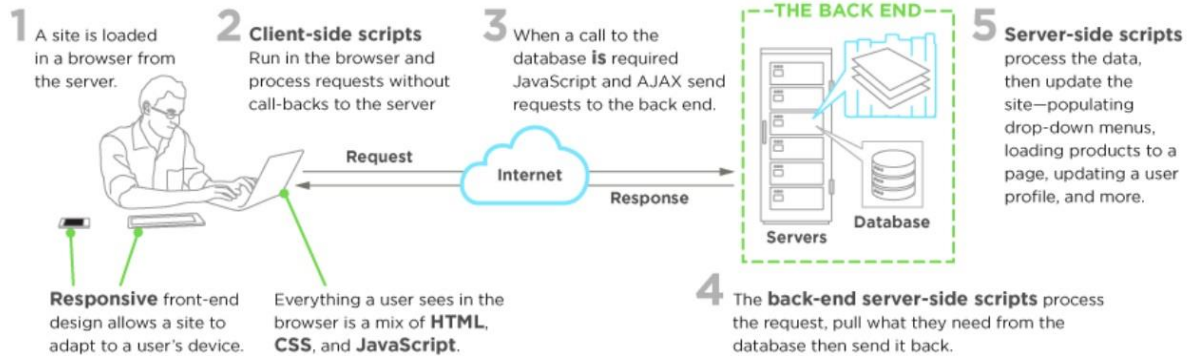 1 A site is loaded
in a browser from
the server.
2 Client-side scripts
Run in the browser and
process requests without
call-backs to the server
3 When a call to the
database is required
JavaScript and AJAX send
requests to the back end.
THE BACK END
5 Server-side scripts
process the data,
then update the
site—populating
drop-down menus,
loading products to a
page, updating a user
profile, and more.
Request
Internet
Response
Servers
Database
Responsive front-end
design allows a site to
adapt to a user's device.
Everything a user sees in the
browser is a mix of HTML,
CSS, and JavaScript.
4 The back-end server-side scripts process
the request, pull what they need from the
database then send it back.